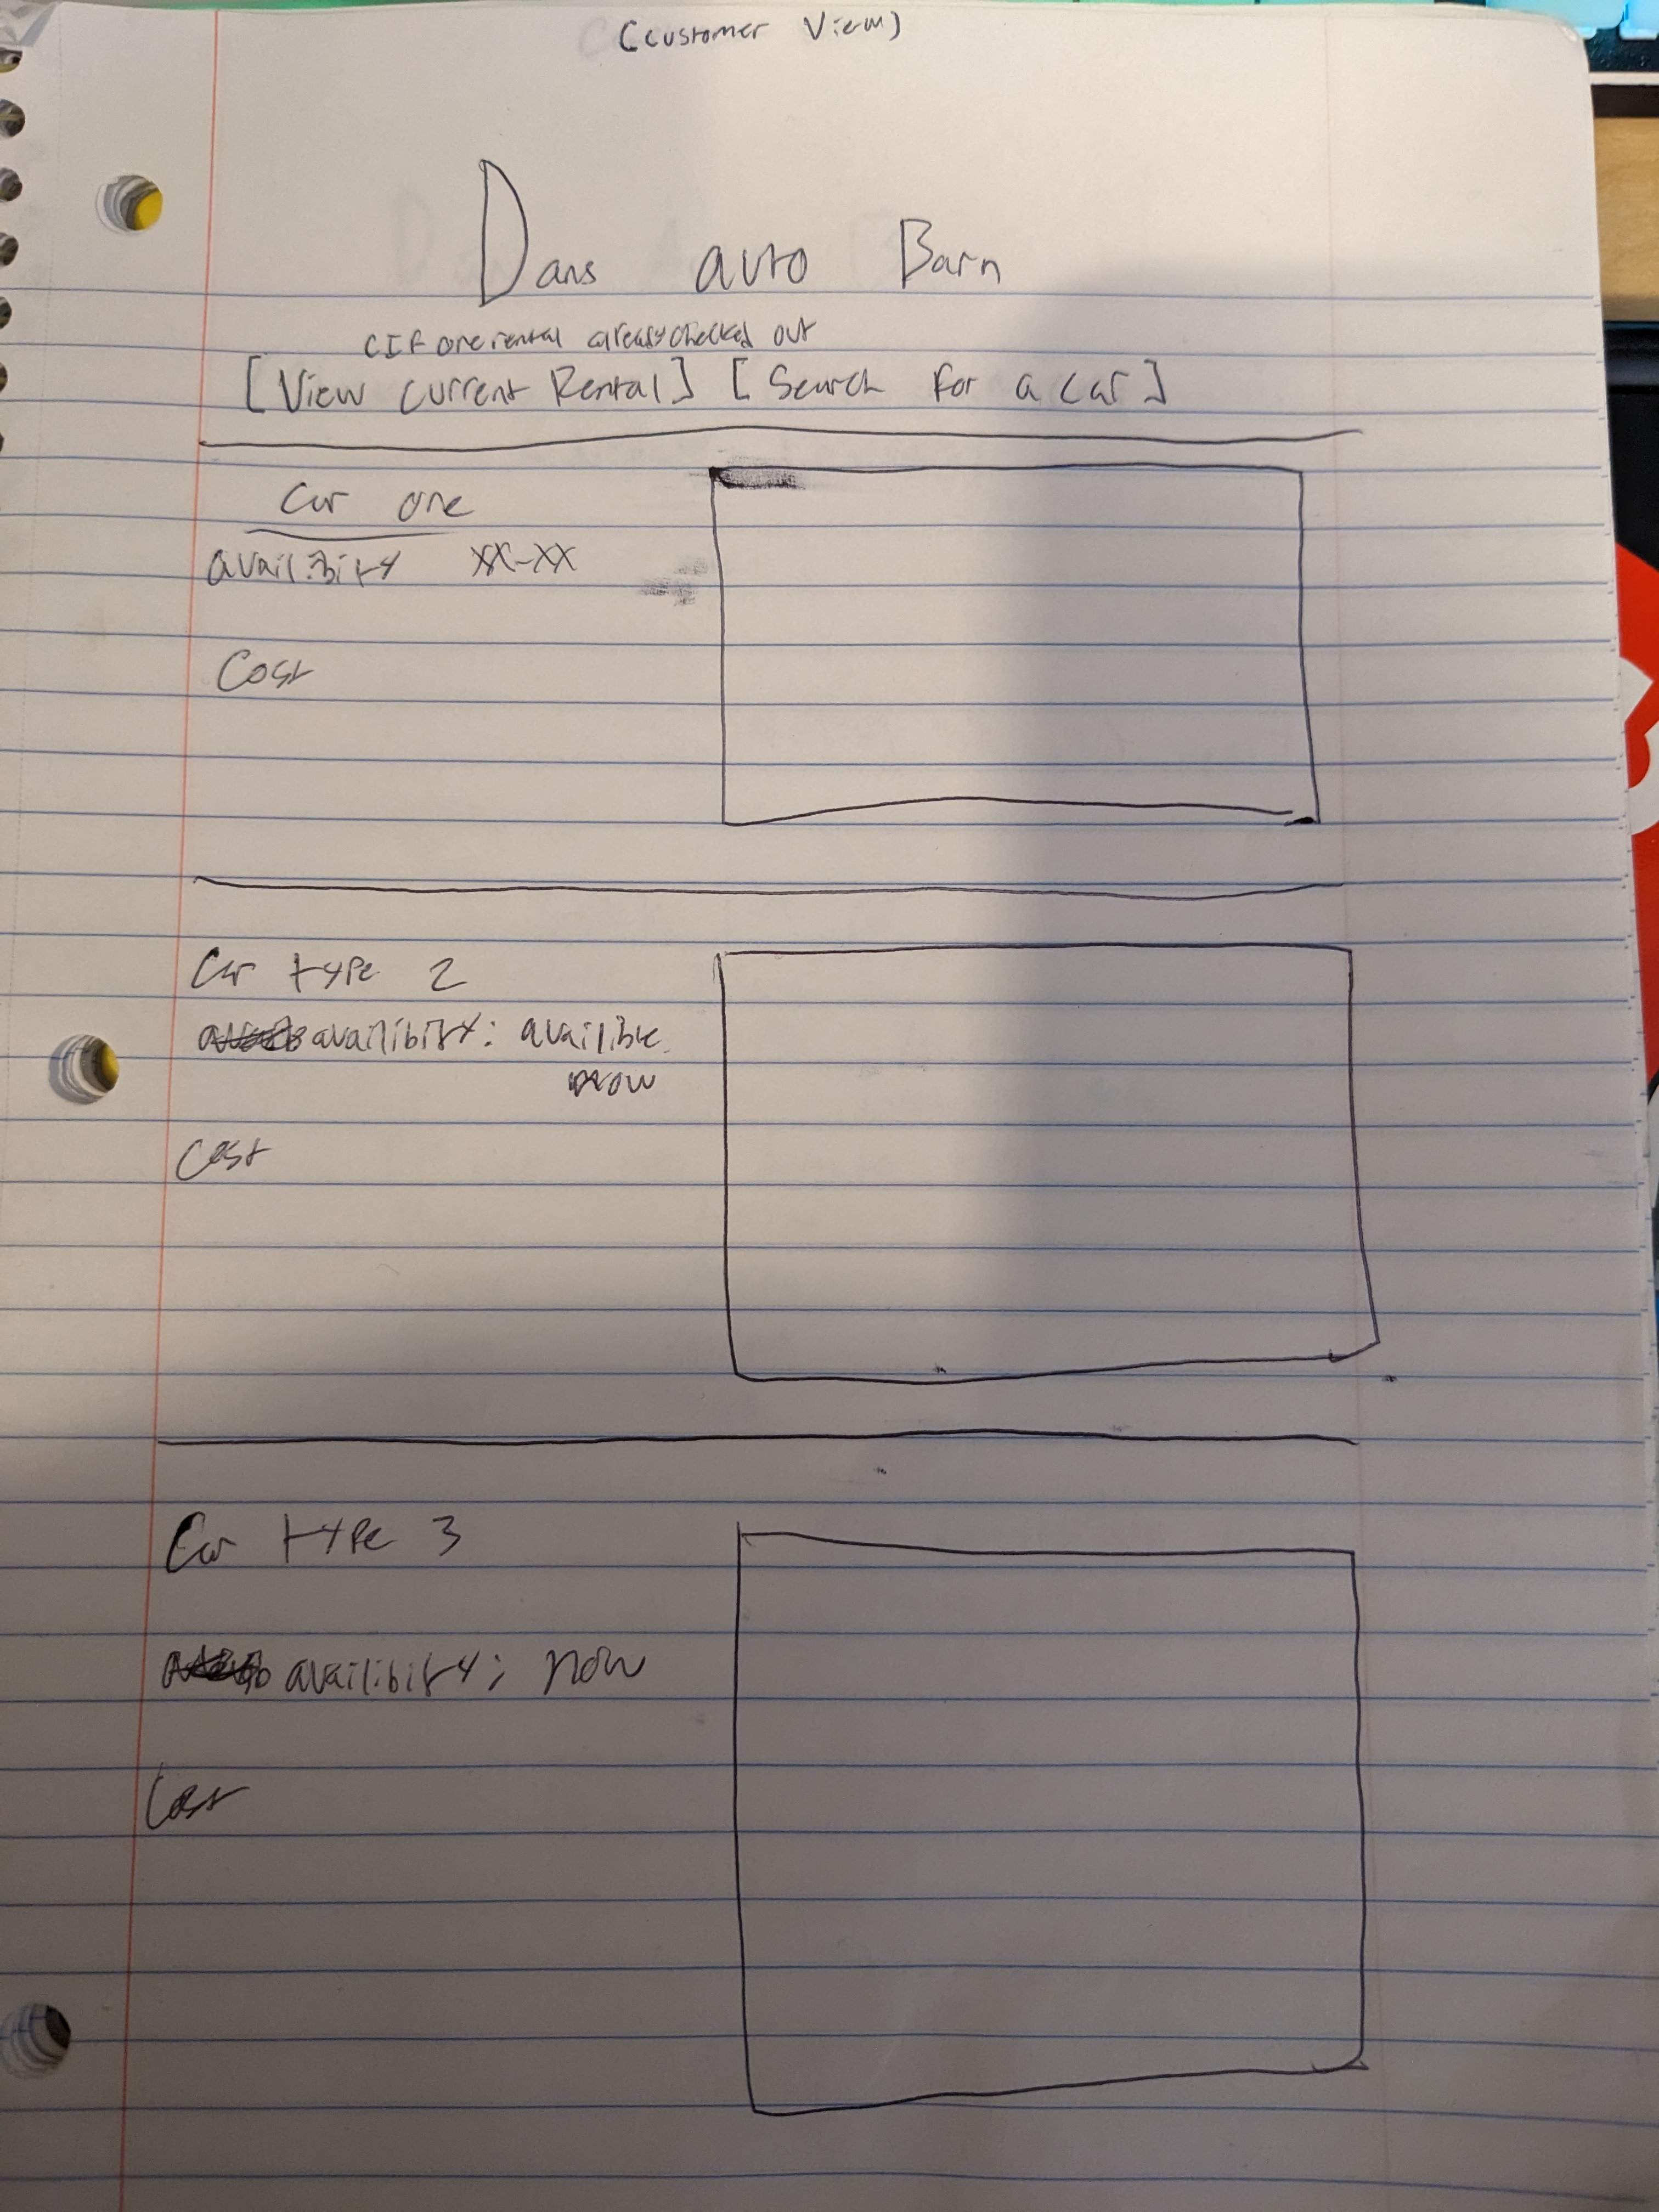 (customer View)
Dans auto Barn
(If one rental already checked out
[View Current Rental] [Search For a Car]
Car one
availibity XX-XX
Cost
Car type 2
availibity: availible
now
Cost
Car type 3
availibity: now
Cost